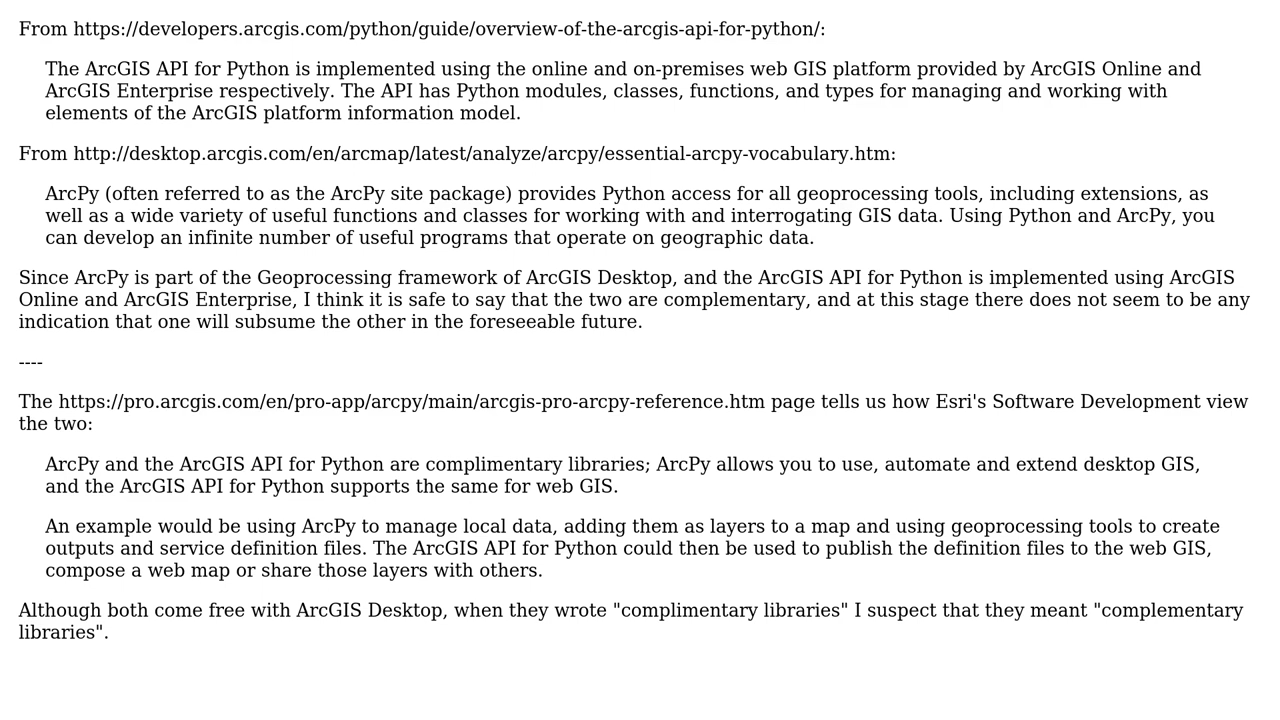 From https://developers.arcgis.com/python/guide/overview-of-the-arcgis-api-for-python/:
The ArcGIS API for Python is implemented using the online and on-premises web GIS platform provided by ArcGIS Online and
ArcGIS Enterprise respectively. The API has Python modules, classes, functions, and types for managing and working with
elements of the ArcGIS platform information model.
From http://desktop.arcgis.com/en/arcmap/latest/analyze/arcpy/essential-arcpy-vocabulary.htm:
ArcPy (often referred to as the ArcPy site package) provides Python access for all geoprocessing tools, including extensions, as
well as a wide variety of useful functions and classes for working with and interrogating GIS data. Using Python and ArcPy, you
can develop an infinite number of useful programs that operate on geographic data.
Since ArcPy is part of the Geoprocessing framework of ArcGIS Desktop, and the ArcGIS API for Python is implemented using ArcGIS
Online and ArcGIS Enterprise, I think it is safe to say that the two are complementary, and at this stage there does not seem to be any
indication that one will subsume the other in the foreseeable future.
----
The https://pro.arcgis.com/en/pro-app/arcpy/main/arcgis-pro-arcpy-reference.htm page tells us how Esri's Software Development view
the two:
ArcPy and the ArcGIS API for Python are complimentary libraries; ArcPy allows you to use, automate and extend desktop GIS,
and the ArcGIS API for Python supports the same for web GIS.
An example would be using ArcPy to manage local data, adding them as layers to a map and using geoprocessing tools to create
outputs and service definition files. The ArcGIS API for Python could then be used to publish the definition files to the web GIS,
compose a web map or share those layers with others.
Although both come free with ArcGIS Desktop, when they wrote "complimentary libraries" I suspect that they meant "complementary
libraries".